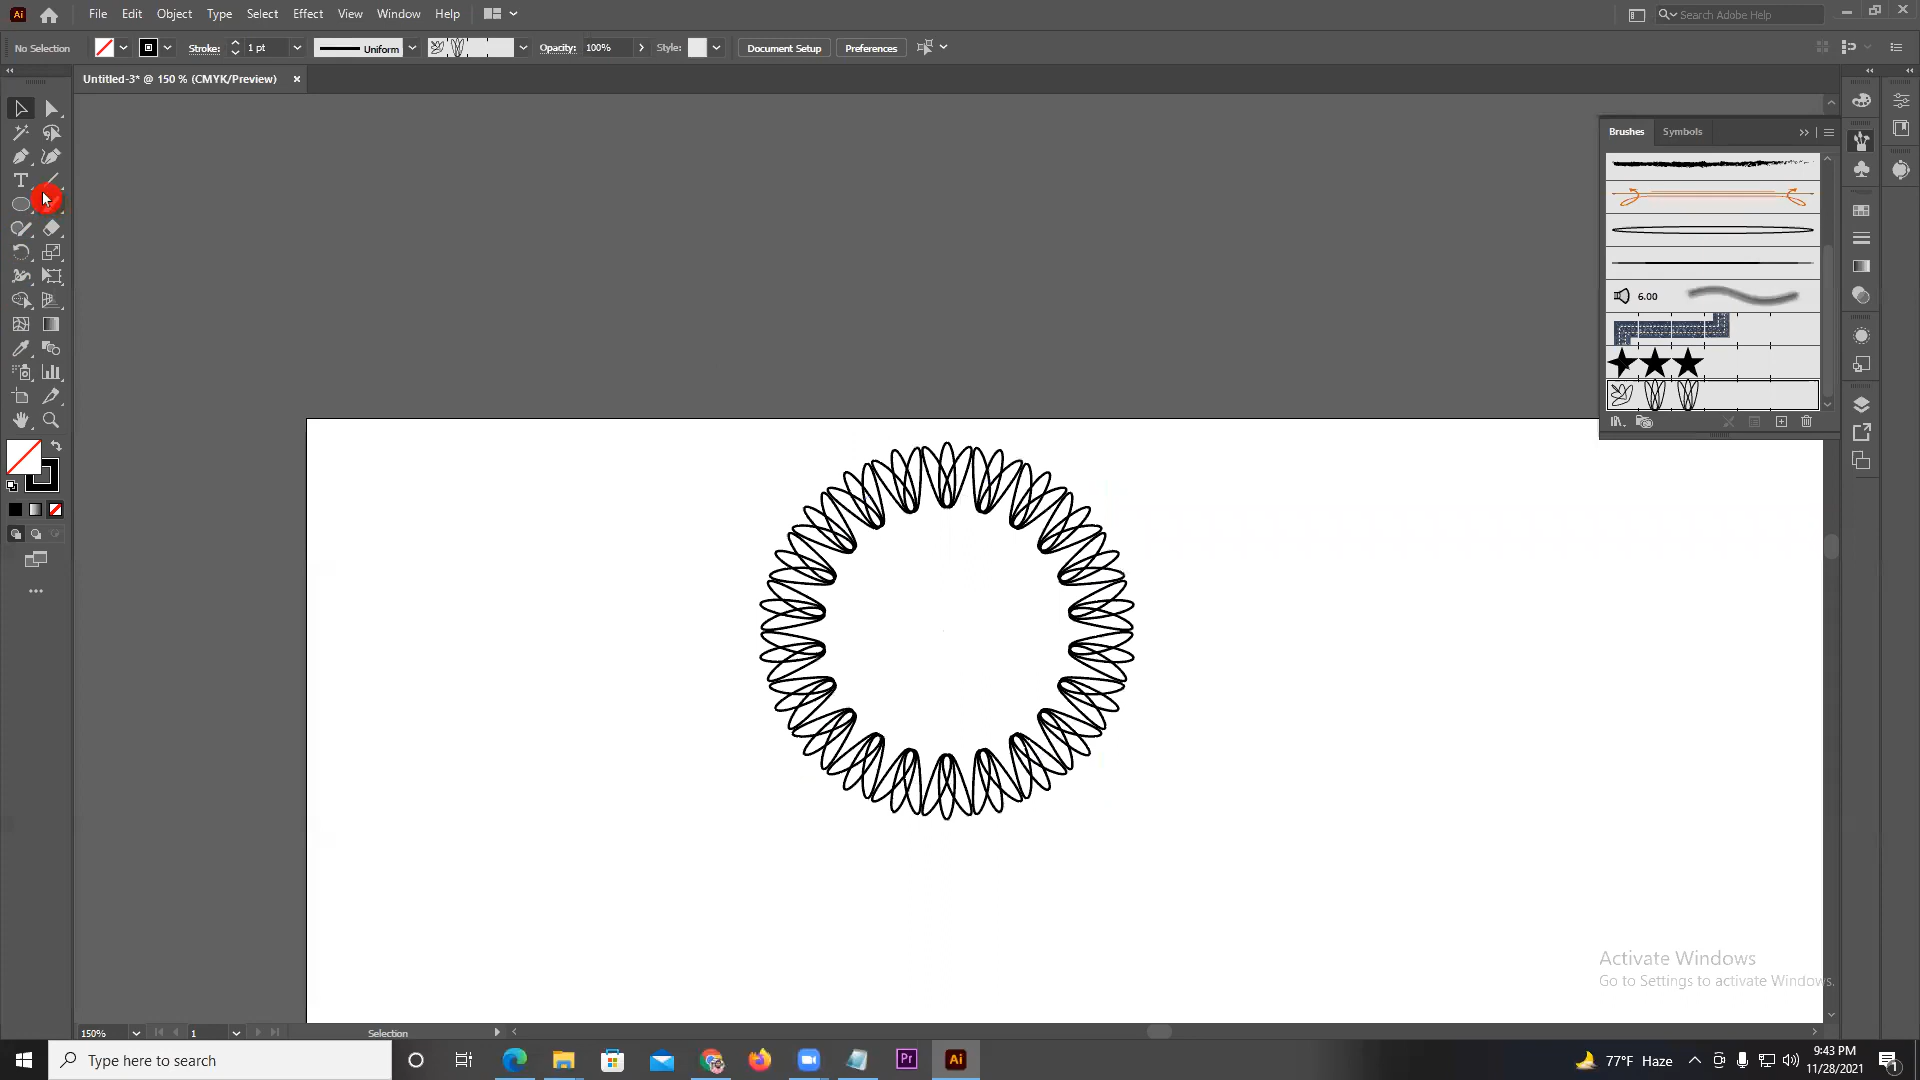 Ai File Edit Object Type Select Effect View Window Help Search Adobe Help
No Selection Stroke: 1 pt Uniform Opacity: 100% Style: Document Setup Preferences
Untitled-3* @ 150 % (CMYK/Preview) ×
Brushes Symbols
6.00
Activate Windows
Go to Settings to activate Windows.
150% 1 Selection
Type here to search Pr Ai 77°F Haze 9:43 PM
11/28/2021 1